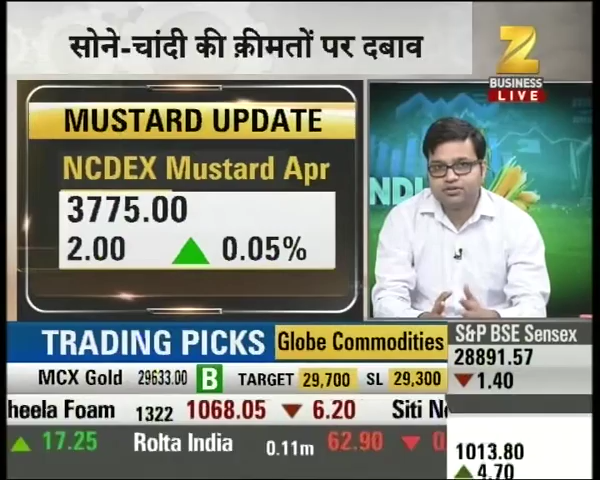 सोने-चांदी की क़ीमतों पर दबाव
Z
BUSINESS
LIVE
MUSTARD UPDATE
NCDEX Mustard Apr
3775.00
2.00 ▲ 0.05%
TRADING PICKS Globe Commodities
MCX Gold 29633.00 B TARGET 29,700 SL 29,300
heela Foam 1322 1068.05 ▼ 6.20 Siti
▲ 17.25 Rolta India 0.11m 62.90 ▼ 0
S&P BSE Sensex
28891.57
▼ 1.40
1013.80
▲ 4.70